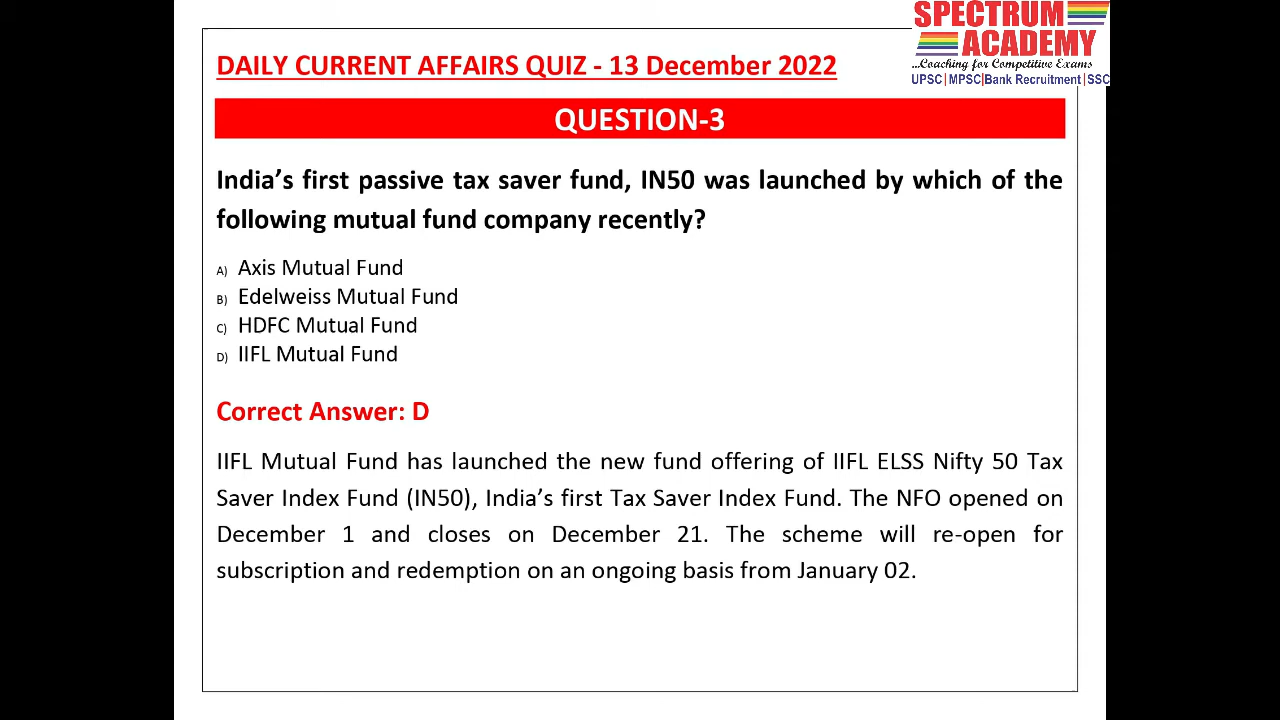 SPECTRUM
ACADEMY
...Coaching for Competitive Exams
UPSC|MPSC|Bank Recruitment|SSC
DAILY CURRENT AFFAIRS QUIZ - 13 December 2022
QUESTION-3
India’s first passive tax saver fund, IN50 was launched by which of the
following mutual fund company recently?
A) Axis Mutual Fund
B) Edelweiss Mutual Fund
C) HDFC Mutual Fund
D) IIFL Mutual Fund
Correct Answer: D
IIFL Mutual Fund has launched the new fund offering of IIFL ELSS Nifty 50 Tax
Saver Index Fund (IN50), India’s first Tax Saver Index Fund. The NFO opened on
December 1 and closes on December 21. The scheme will re-open for
subscription and redemption on an ongoing basis from January 02.